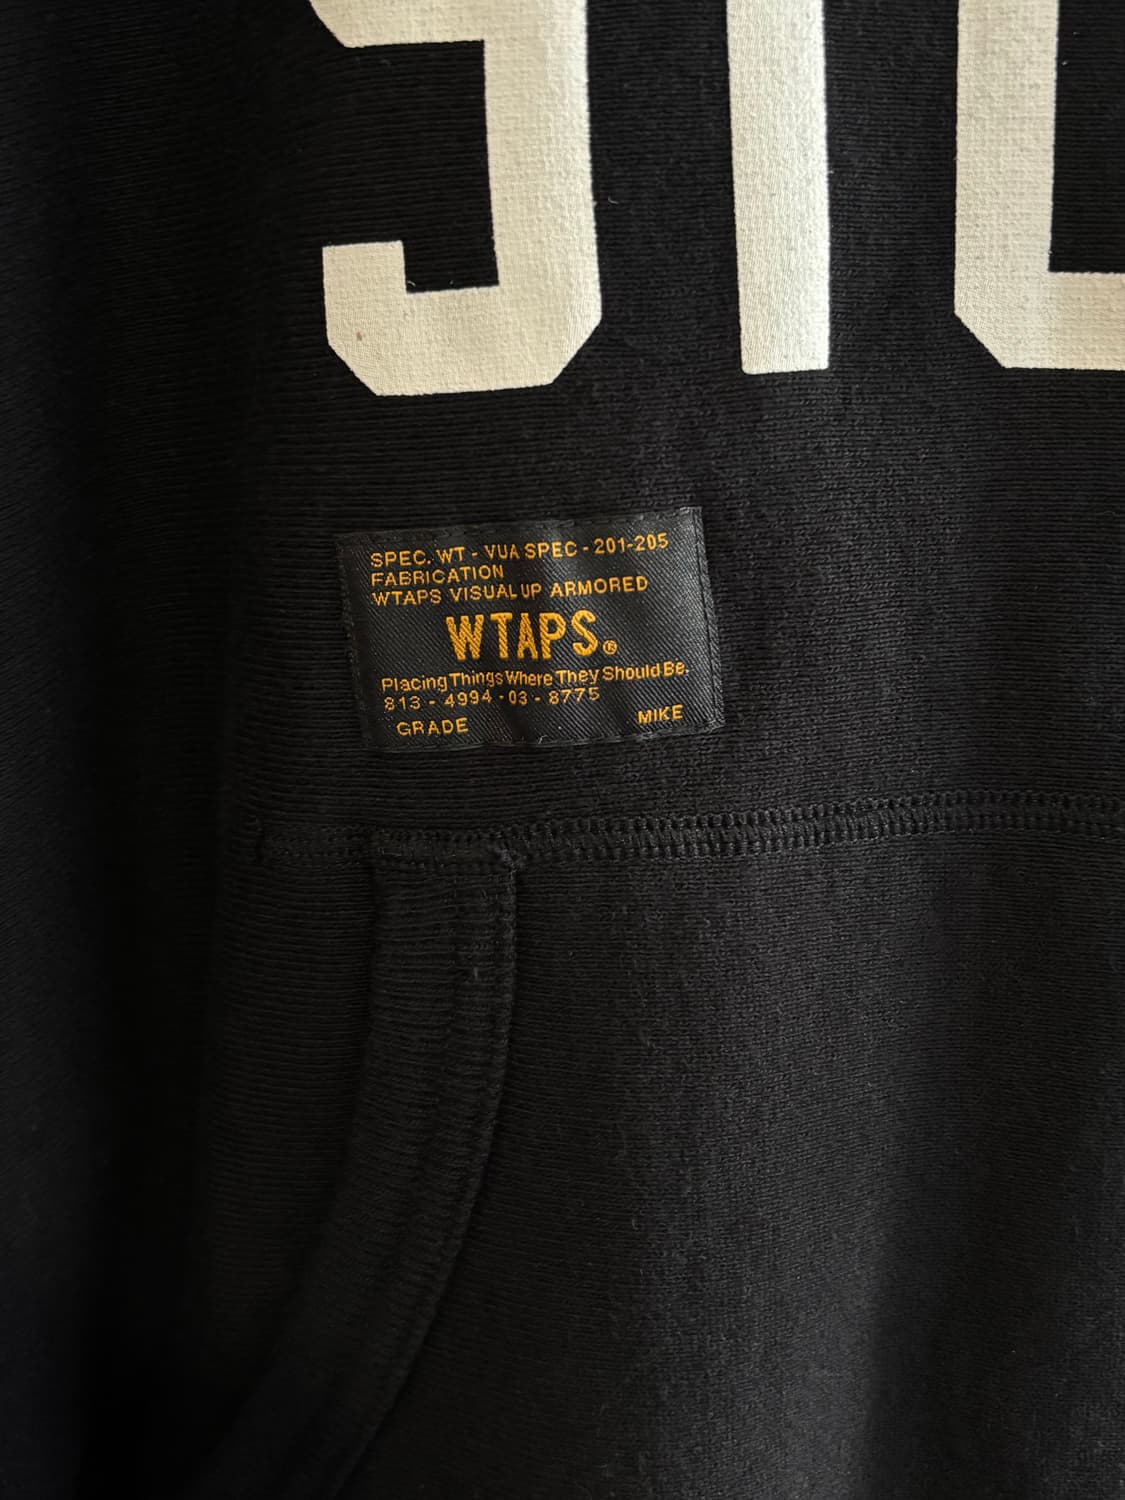 SPEC. WT - VUA SPEC - 201-205
FABRICATION
WTAPS VISUAL UP ARMORED
WTAPS.®
Placing Things Where They Should Be.
813 - 4994 - 03 - 8775
GRADE MIKE